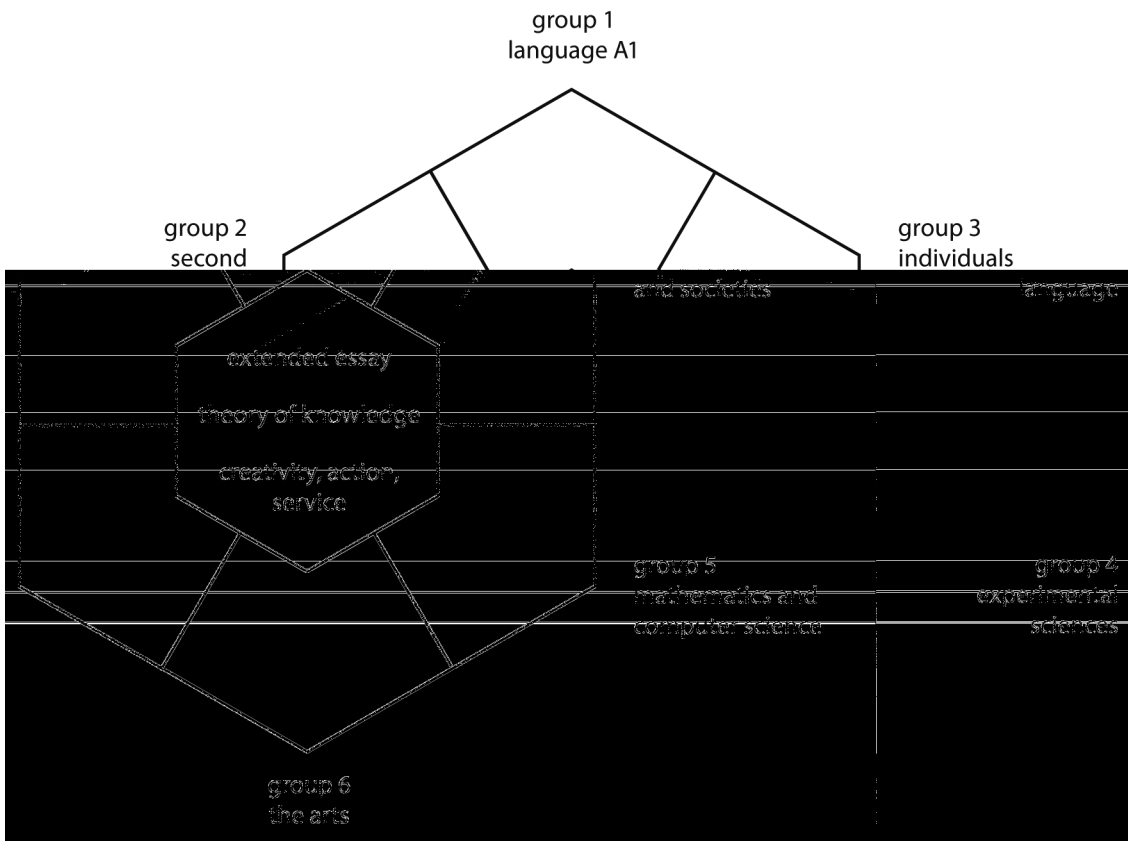 group 1
language A1
group 2
second
group 3
individuals
and societies
language
extended essay
theory of knowledge
creativity, action,
service
group 5
mathematics and
computer science
group 4
experimental
sciences
group 6
the arts